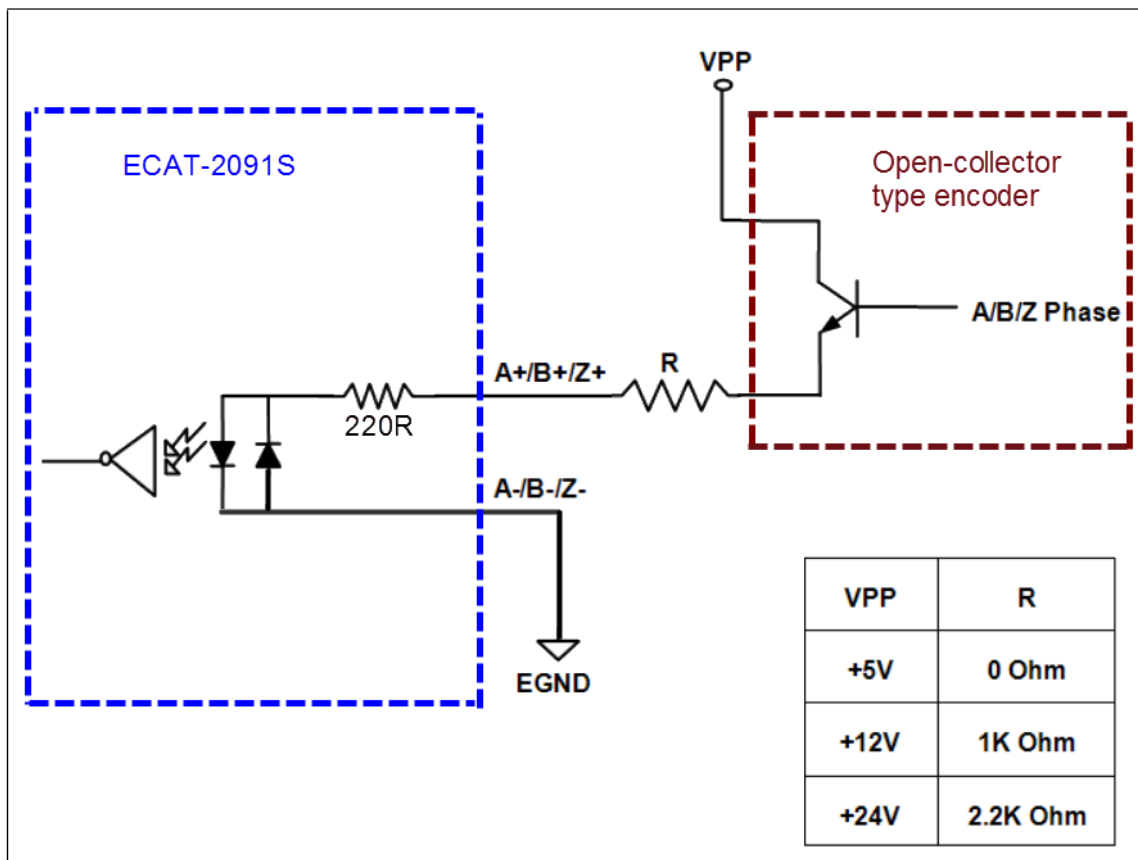 VPP
ECAT-2091S
Open-collector
type encoder
A/B/Z Phase
A+/B+/Z+
R
220R
A-/B-/Z-
EGND
VPP R
+5V 0 Ohm
+12V 1K Ohm
+24V 2.2K Ohm